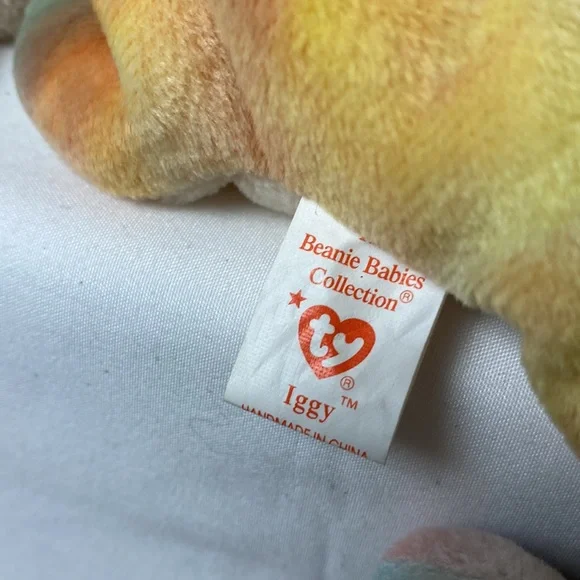 Beanie Babies
Collection®
ty®
Iggy™
HANDMADE IN CHINA